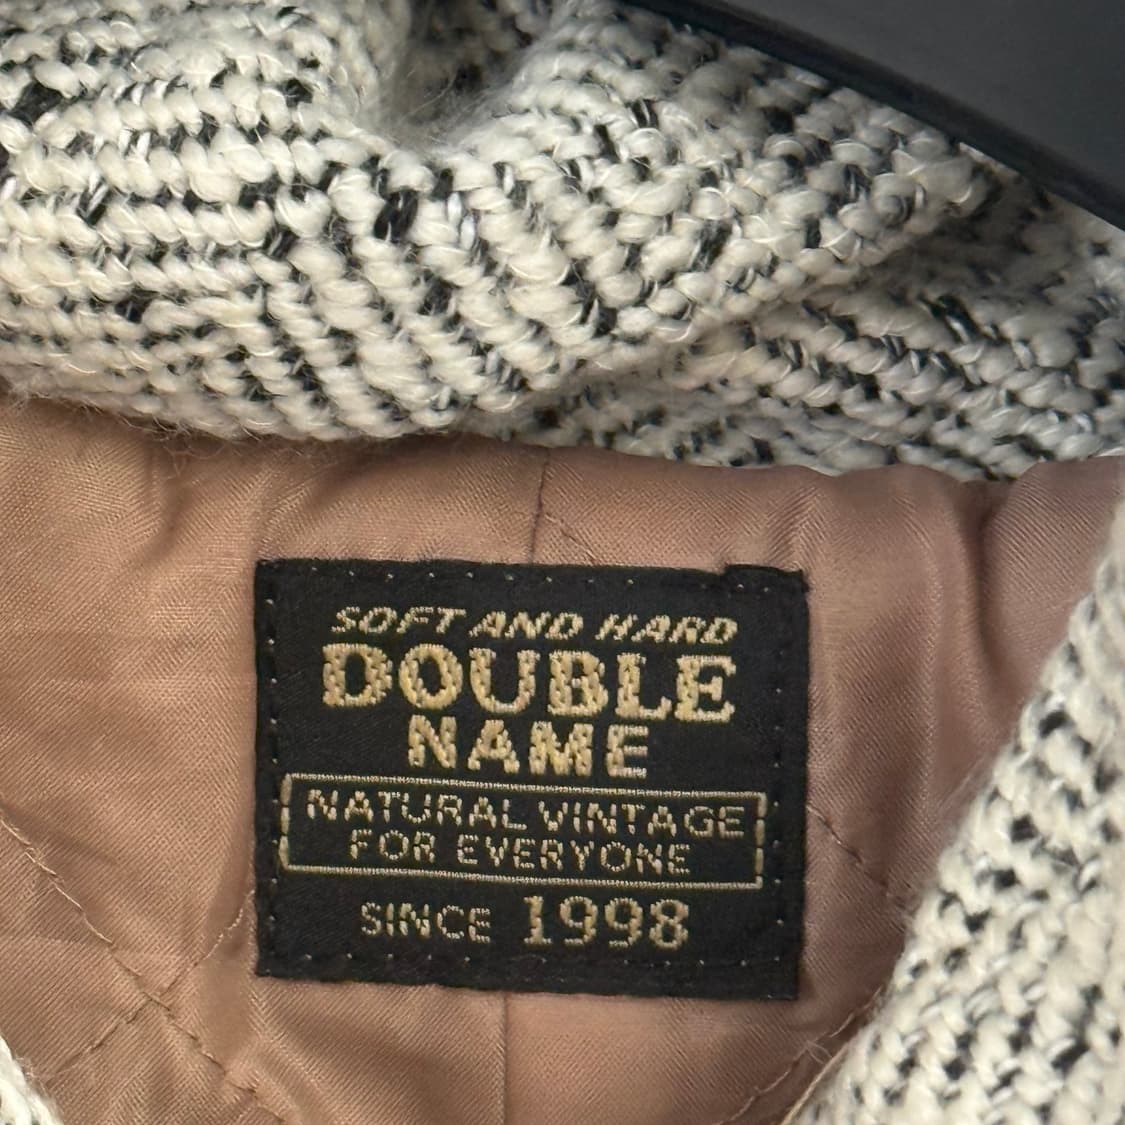 SOFT AND HARD
DOUBLE
NAME
NATURAL VINTAGE
FOR EVERYONE
SINCE 1998